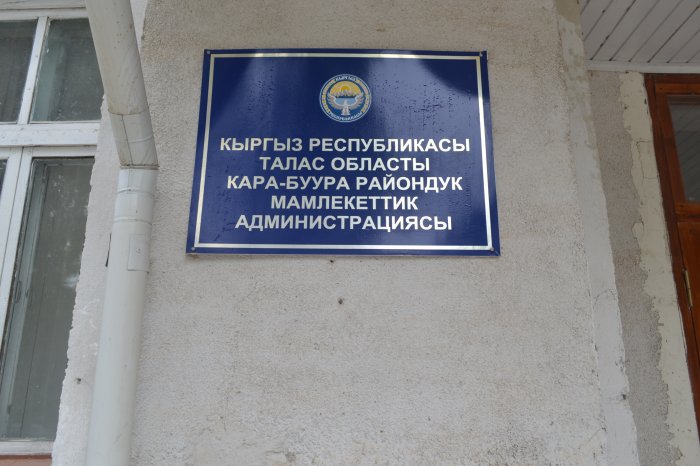 КЫРГЫЗ РЕСПУБЛИКАСЫ
ТАЛАС ОБЛАСТЫ
КАРА-БУУРА РАЙОНДУК
МАМЛЕКЕТТИК
АДМИНИСТРАЦИЯСЫ